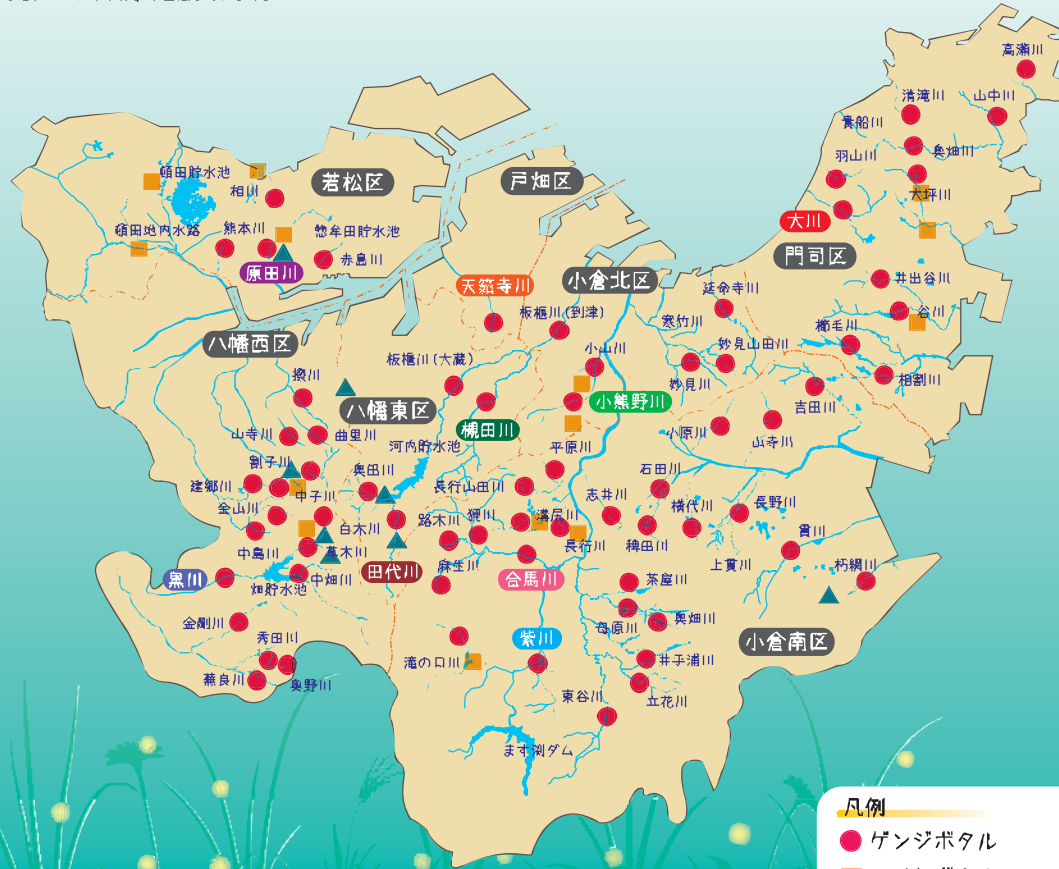 高瀬川
清滝川
山中川
貴船川
奥畑川
羽山川
大坪川
大川
門司区
戸畑区
若松区
頓田貯水池
相川
頓田地内水路
熊本川
惣牟田貯水池
赤島川
原田川
井出谷川
谷川
櫛毛川
相割川
天籟寺川
小倉北区
延命寺川
板櫃川(到津)
寒竹川
妙見山田川
小山川
妙見川
吉田川
八幡西区
板櫃川(大蔵)
撥川
八幡東区
小熊野川
槻田川
小原川
山寺川
山寺川
曲里川
河内貯水池
平原川
割子川
奥田川
石田川
建郷川
中子川
長行山田川
志井川
横代川
長野川
金山川
白木川
路木川
狸川
溝尻川
長行川
稗田川
貫川
中島川
草木川
上貫川
朽網川
黒川
畑貯水池
中畑川
田代川
麻生川
合馬川
茶屋川
金剛川
母原川
奥畑川
小倉南区
秀田川
紫川
滝の口川
井手浦川
蕪良川
奥野川
東谷川
立花川
ます渕ダム
凡例
ゲンジボタル